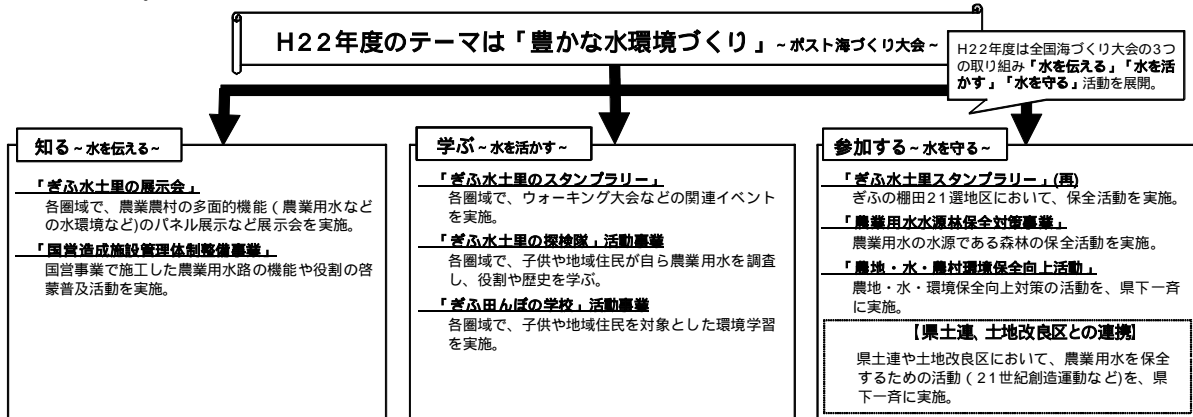 H22年度のテーマは「豊かな水環境づくり」~ポスト海づくり大会~
H22年度は全国海づくり大会の3つ
の取り組み「水を伝える」「水を活
かす」「水を守る」活動を展開。
知る~水を伝える~
「ぎふ水土里の展示会」
各圏域で、農業農村の多面的機能(農業用水など
の水環境など)のパネル展示など展示会を実施。
「国営造成施設管理体制整備事業」
国営事業で施工した農業用水路の機能や役割の啓
蒙普及活動を実施。
学ぶ~水を活かす~
「ぎふ水土里のスタンプラリー」
各圏域で、ウォーキング大会などの関連イベント
を実施。
「ぎふ水土里の探検隊」活動事業
各圏域で、子供や地域住民が自ら農業用水を調査
し、役割や歴史を学ぶ。
「ぎふ田んぼの学校」活動事業
各圏域で、子供や地域住民を対象とした環境学習
を実施。
参加する~水を守る~
「ぎふ水土里スタンプラリー」(再)
ぎふの棚田21選地区において、保全活動を実施。
「農業用水水源林保全対策事業」
農業用水の水源である森林の保全活動を実施。
「農地・水・農村環境保全向上活動」
農地・水・環境保全向上対策の活動を、県下一斉
に実施。
【県土連、土地改良区との連携】
県土連や土地改良区において、農業用水を保全
するための活動(21世紀創造運動など)を、県
下一斉に実施。